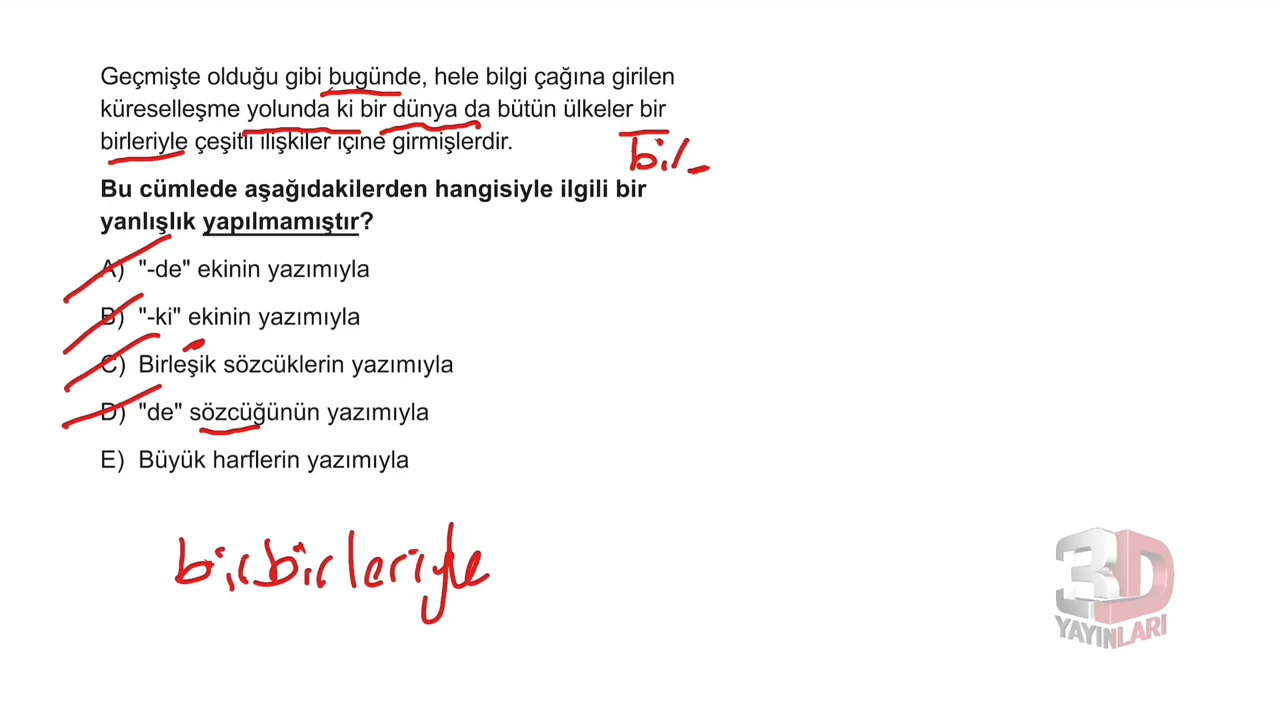 Geçmişte olduğu gibi bugünde, hele bilgi çağına girilen
küreselleşme yolunda ki bir dünya da bütün ülkeler bir
birleriyle çeşitli ilişkiler içine girmişlerdir.
bir
Bu cümlede aşağıdakilerden hangisiyle ilgili bir
yanlışlık yapılmamıştır?
A) "-de" ekinin yazımıyla
B) "-ki" ekinin yazımıyla
C) Birleşik sözcüklerin yazımıyla
D) "de" sözcüğünün yazımıyla
E) Büyük harflerin yazımıyla
birbirleriyle
3D
YAYINLARI